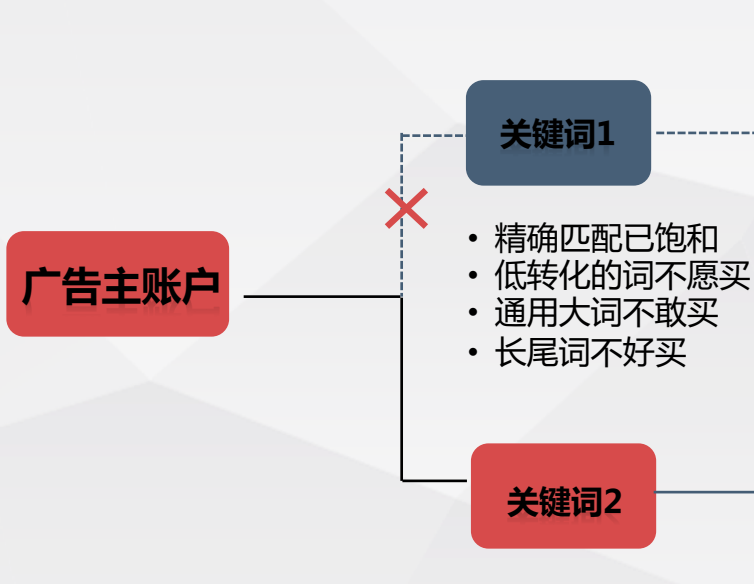 关键词1
广告主账户
• 精确匹配已饱和
• 低转化的词不愿买
• 通用大词不敢买
• 长尾词不好买
关键词2